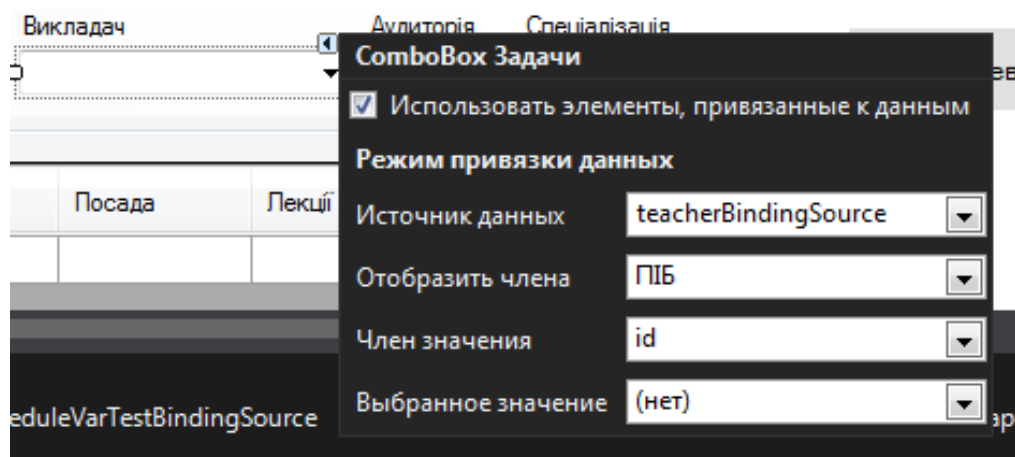 Викладач
Аудиторія Спеціалізація
ComboBox Задачи
Использовать элементы, привязанные к данным
Режим привязки данных
Посада Лекції
Источник данных teacherBindingSource
Отобразить члена ПІБ
Член значения id
Выбранное значение (нет)
eduleVarTestBindingSource